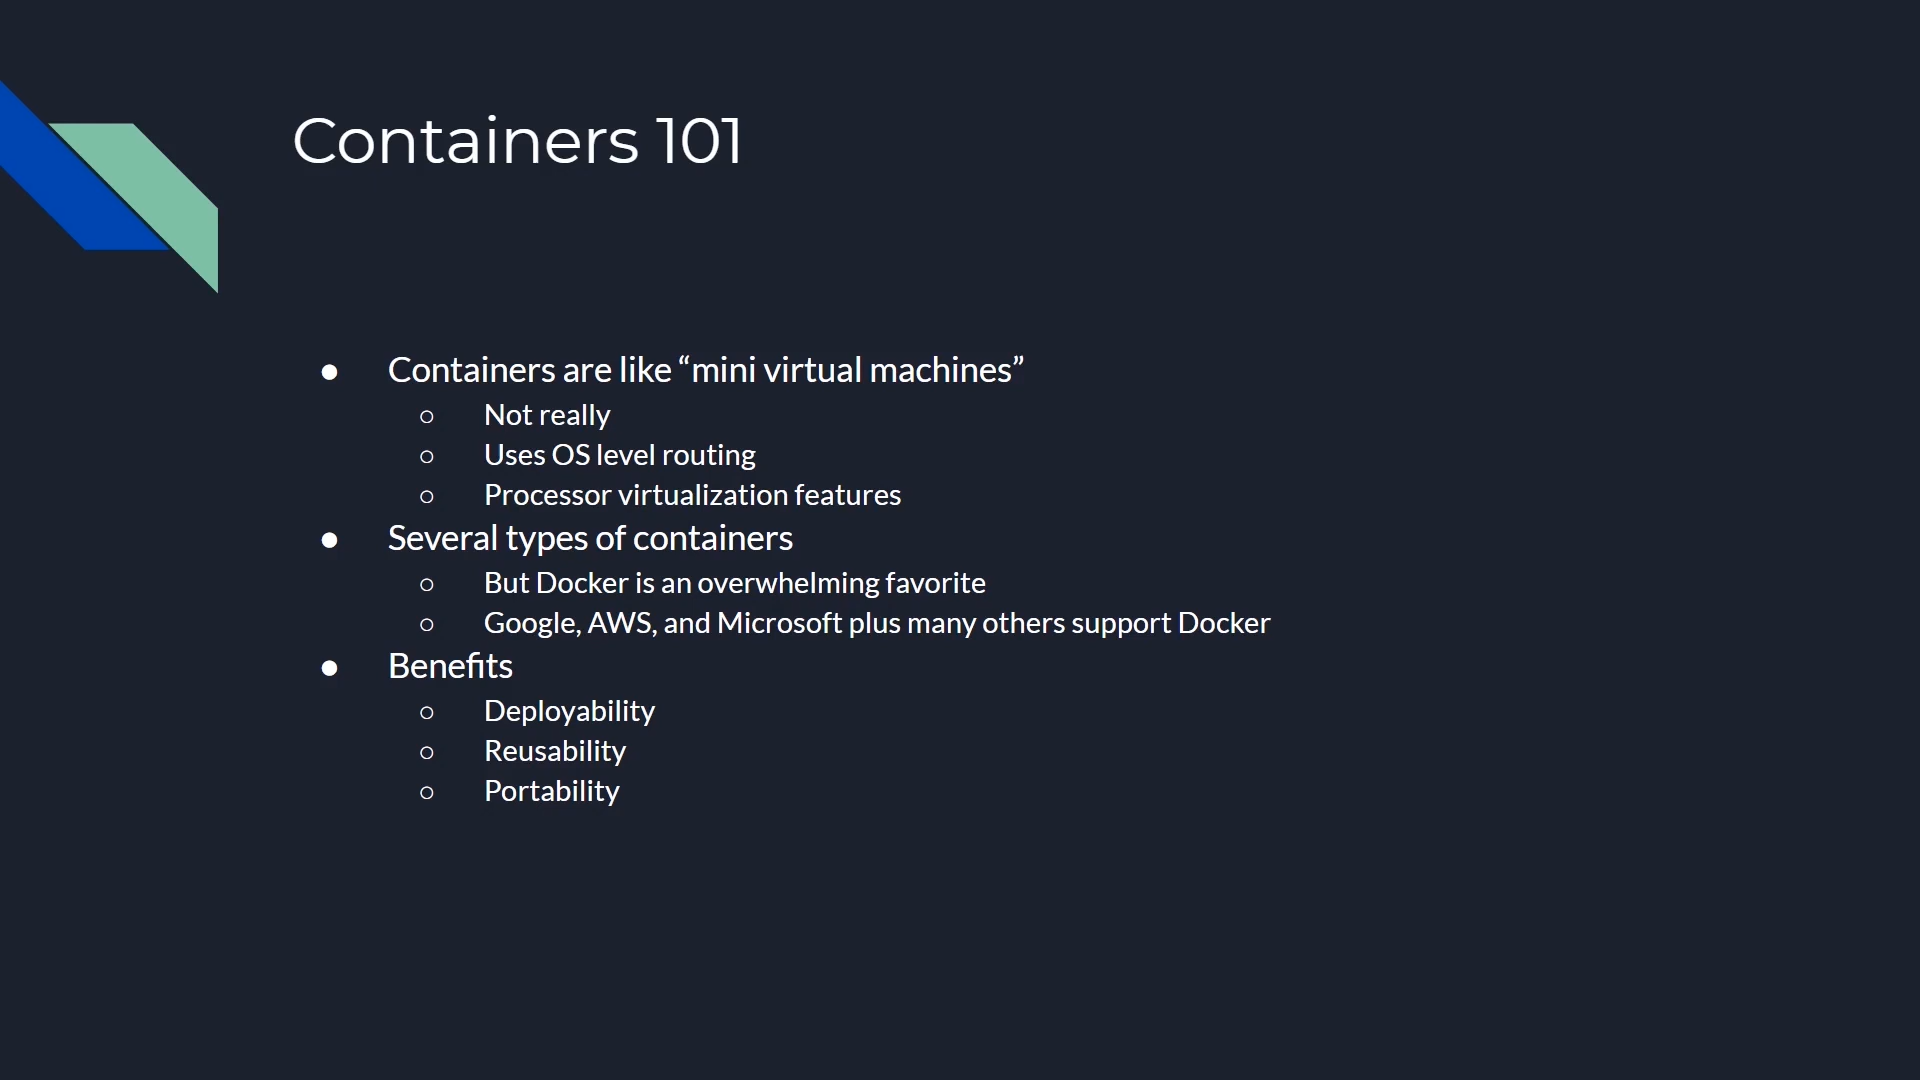 Containers 101
● Containers are like “mini virtual machines”
○ Not really
○ Uses OS level routing
○ Processor virtualization features
● Several types of containers
○ But Docker is an overwhelming favorite
○ Google, AWS, and Microsoft plus many others support Docker
● Benefits
○ Deployability
○ Reusability
○ Portability